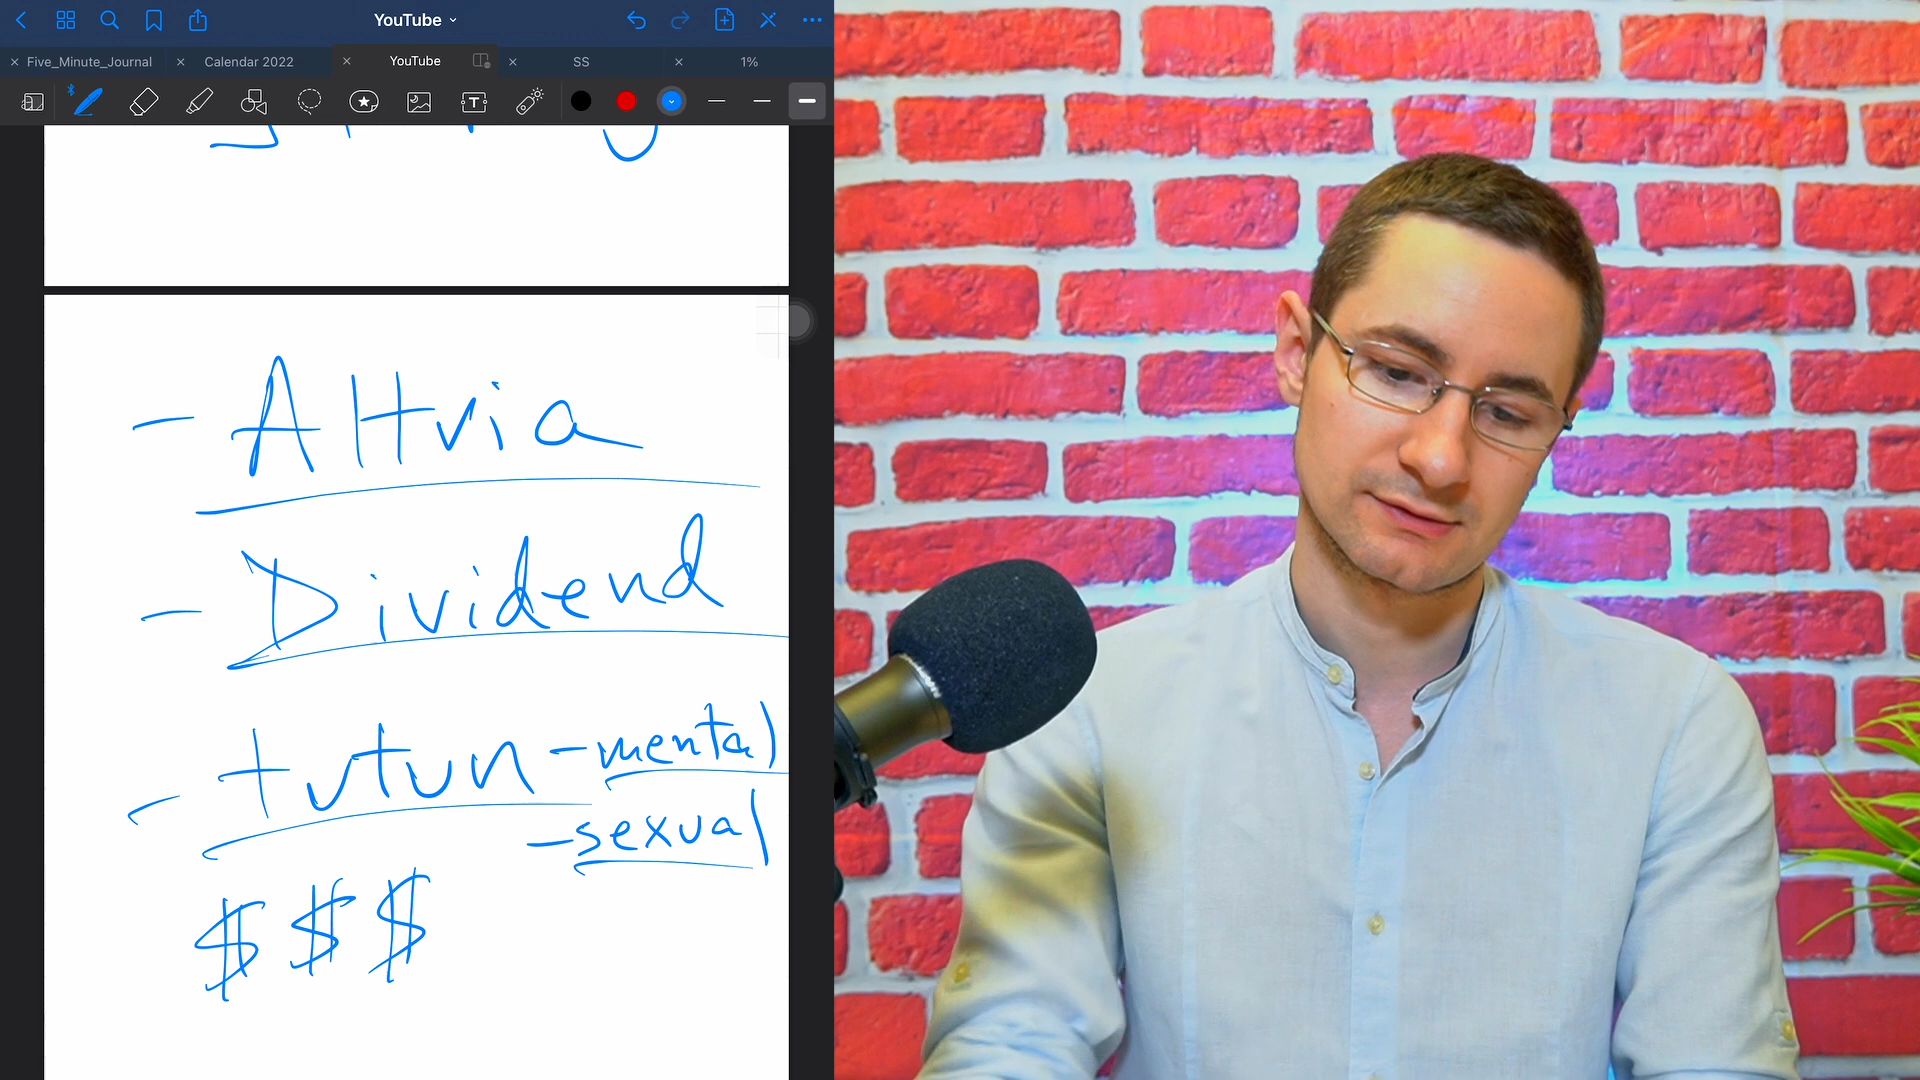 YouTube
Five_Minute_Journal
Calendar 2022
YouTube
SS
1%
T
- Altria
- Dividend
- tutun - mental
- sexual
$ $ $